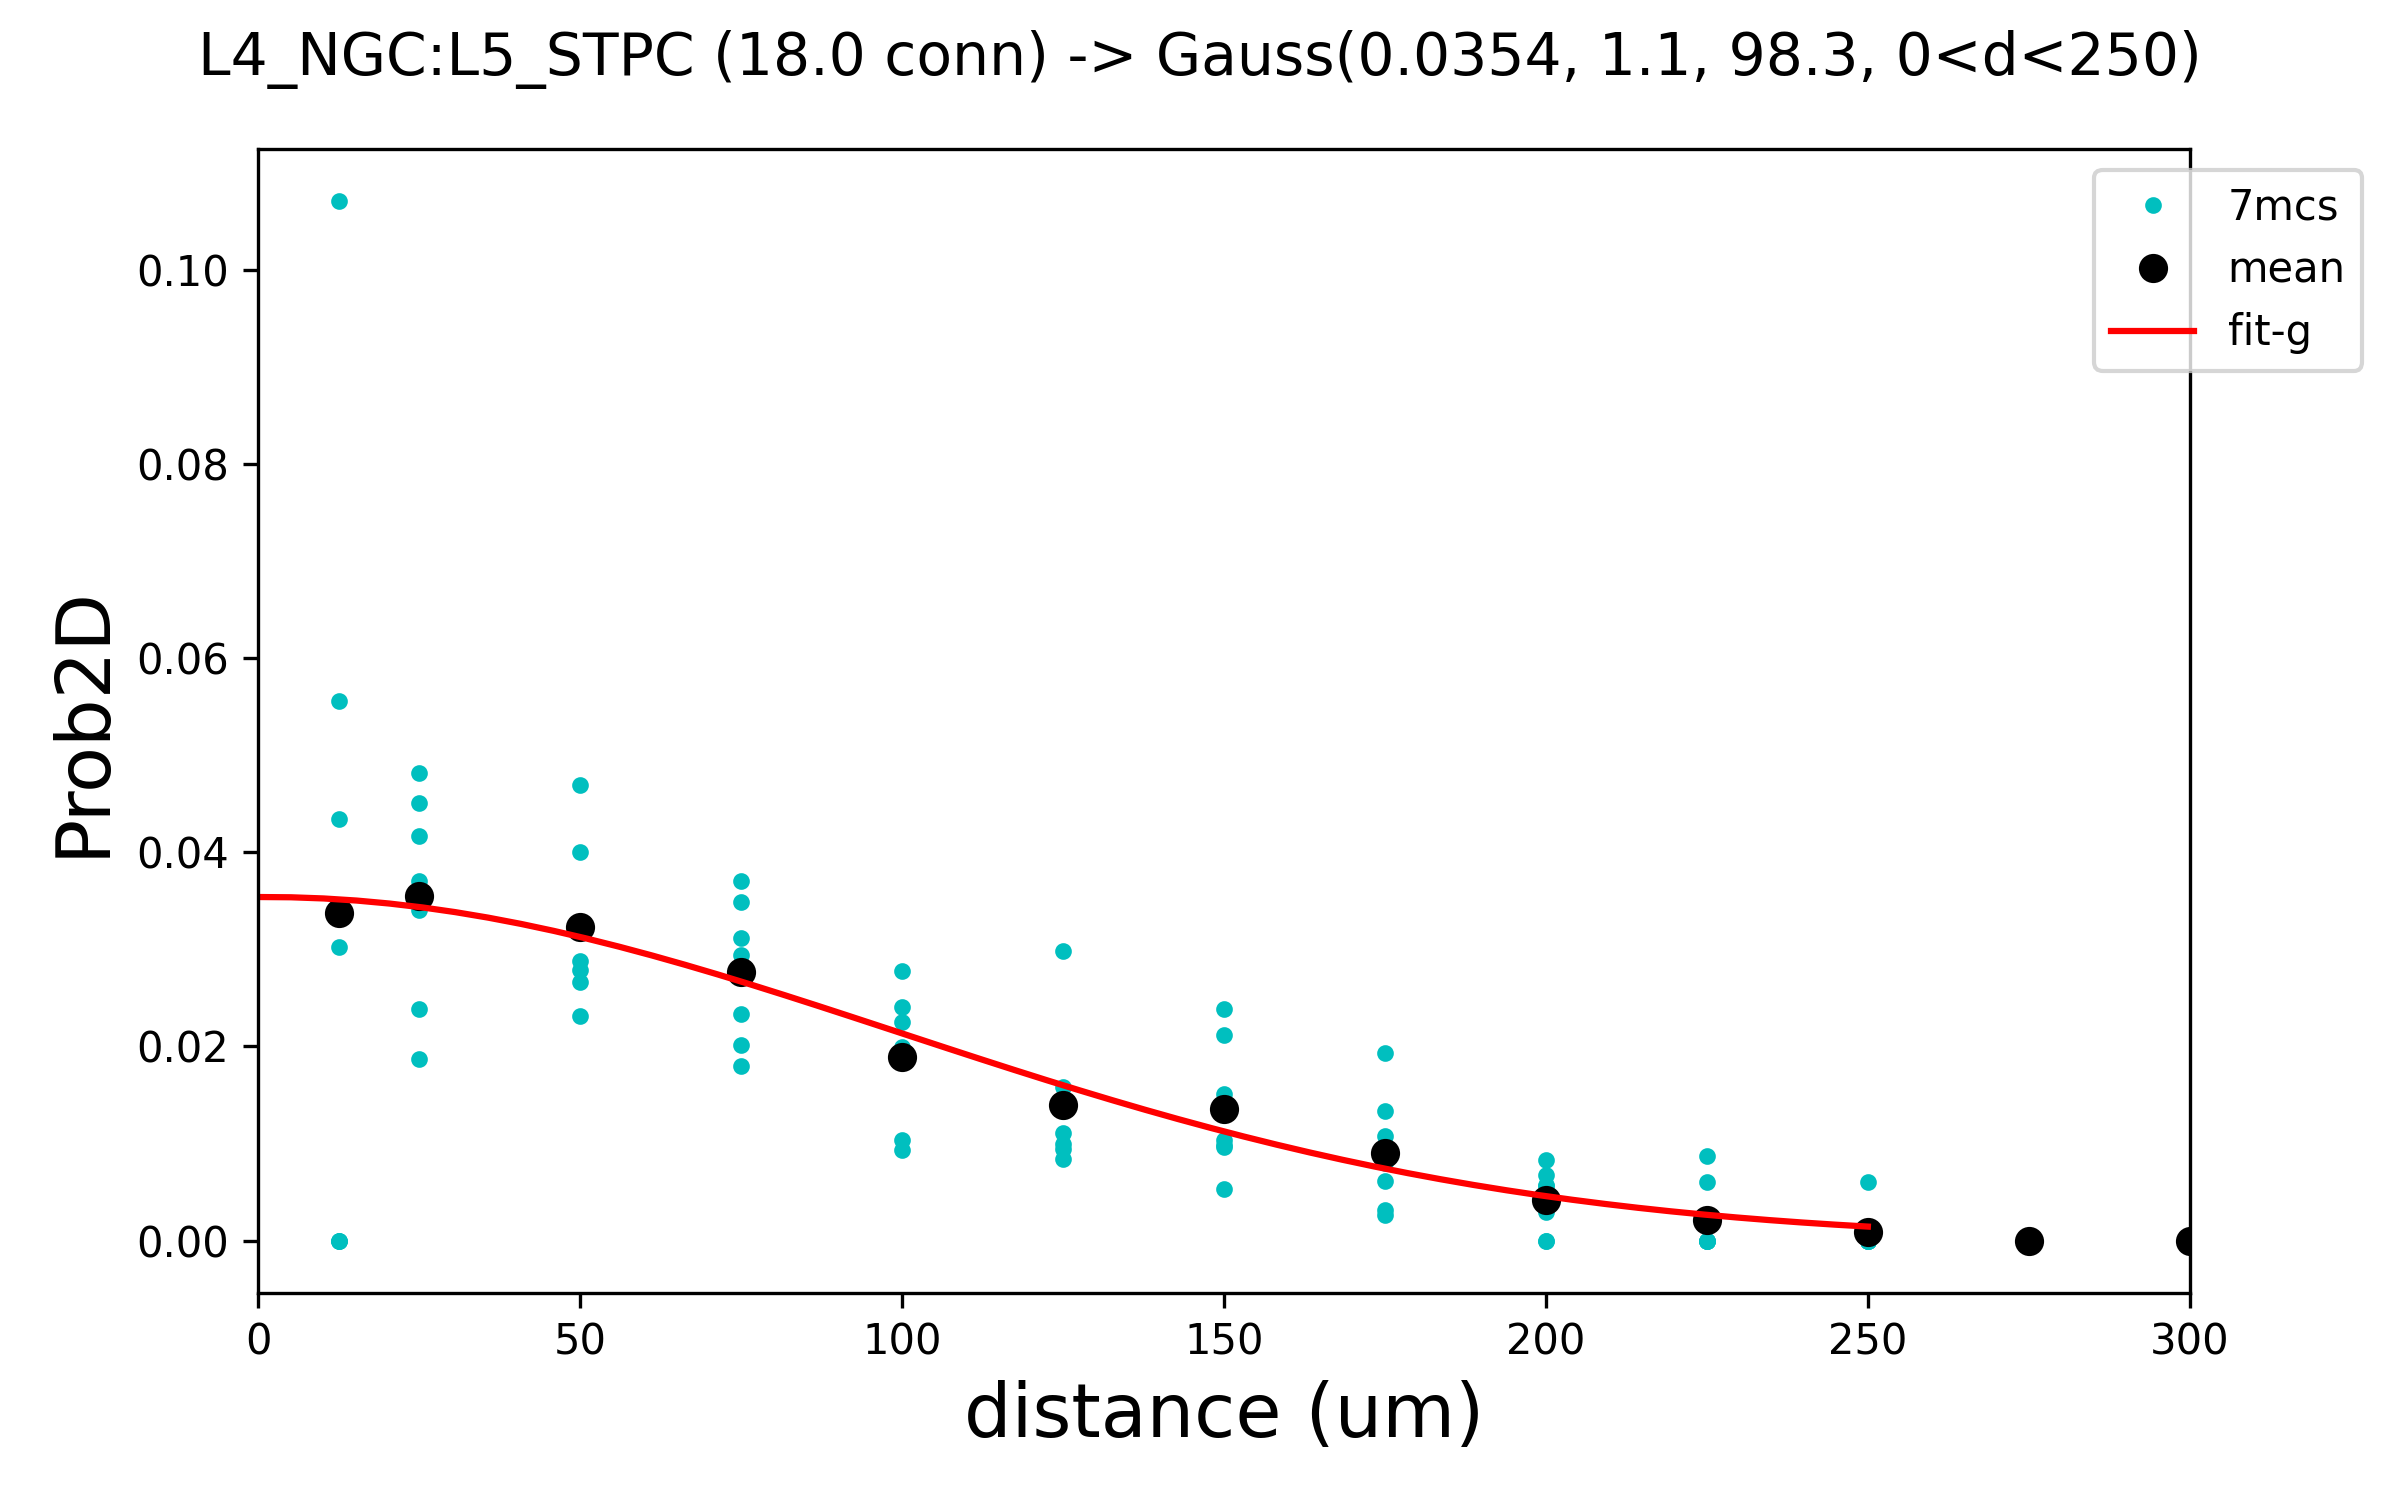 L4_NGC:L5_STPC (18.0 conn) -> Gauss(0.0354, 1.1, 98.3, 0<d<250)
7mcs
mean
fit-g
Prob2D
0.10
0.08
0.06
0.04
0.02
0.00
0 50 100 150 200 250 300
distance (um)